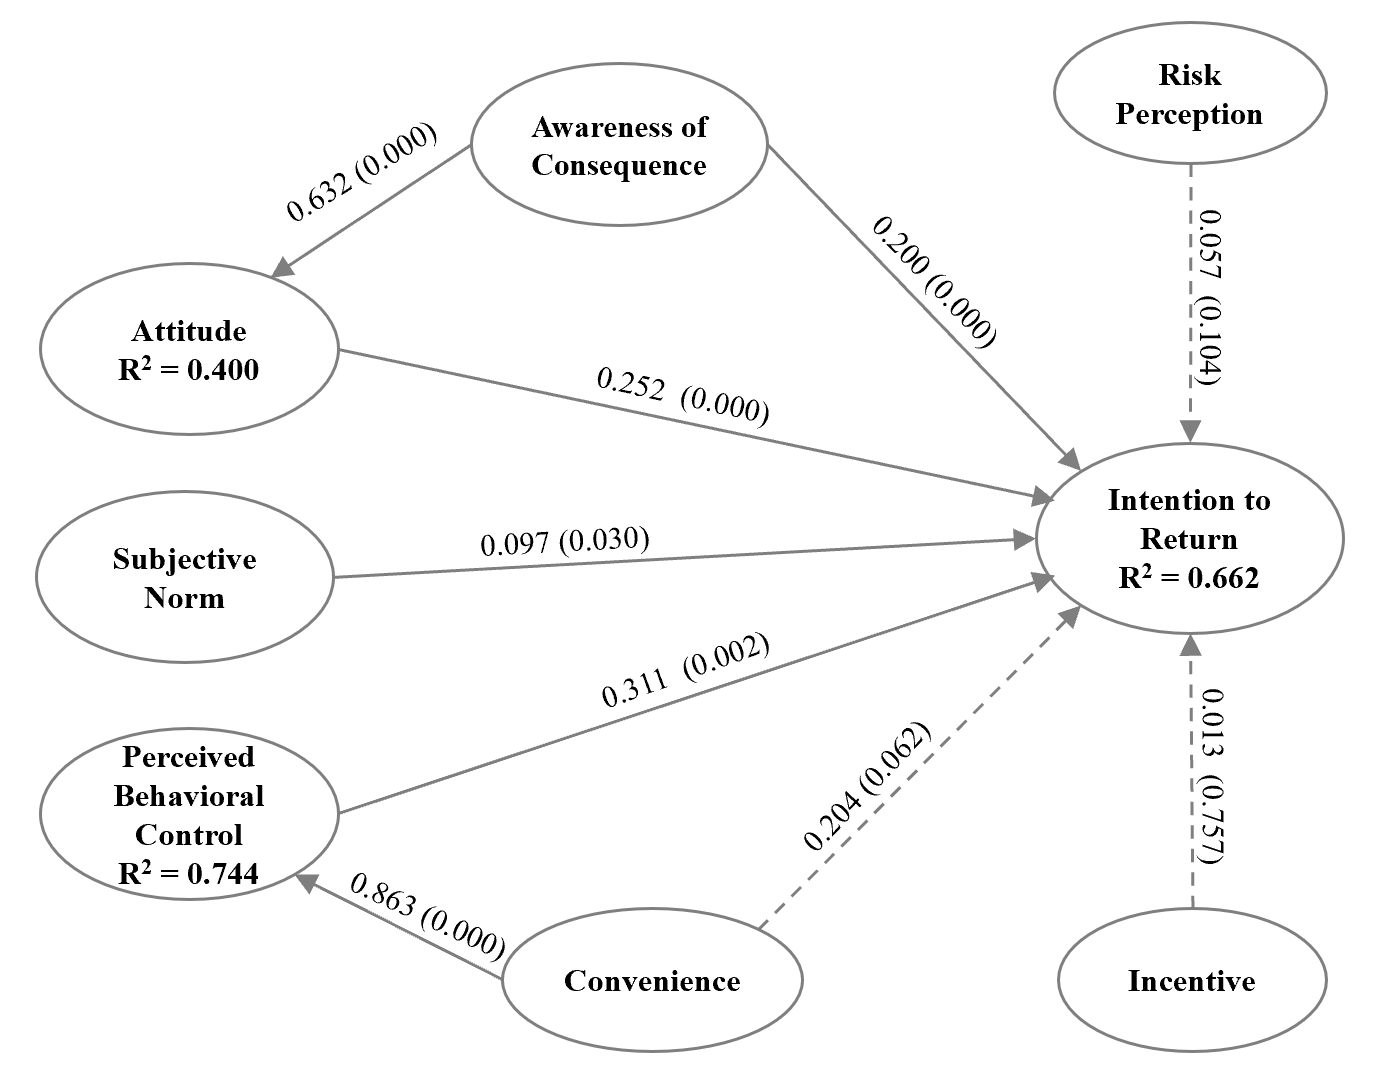 Risk
Perception
Awareness of
Consequence
0.632 (0.000)
0.200 (0.000)
0.057 (0.104)
Attitude
R² = 0.400
0.252 (0.000)
Intention to
Return
R² = 0.662
Subjective
Norm
0.097 (0.030)
0.311 (0.002)
Perceived
Behavioral
Control
R² = 0.744
0.204 (0.062)
0.013 (0.757)
0.863 (0.000)
Convenience
Incentive